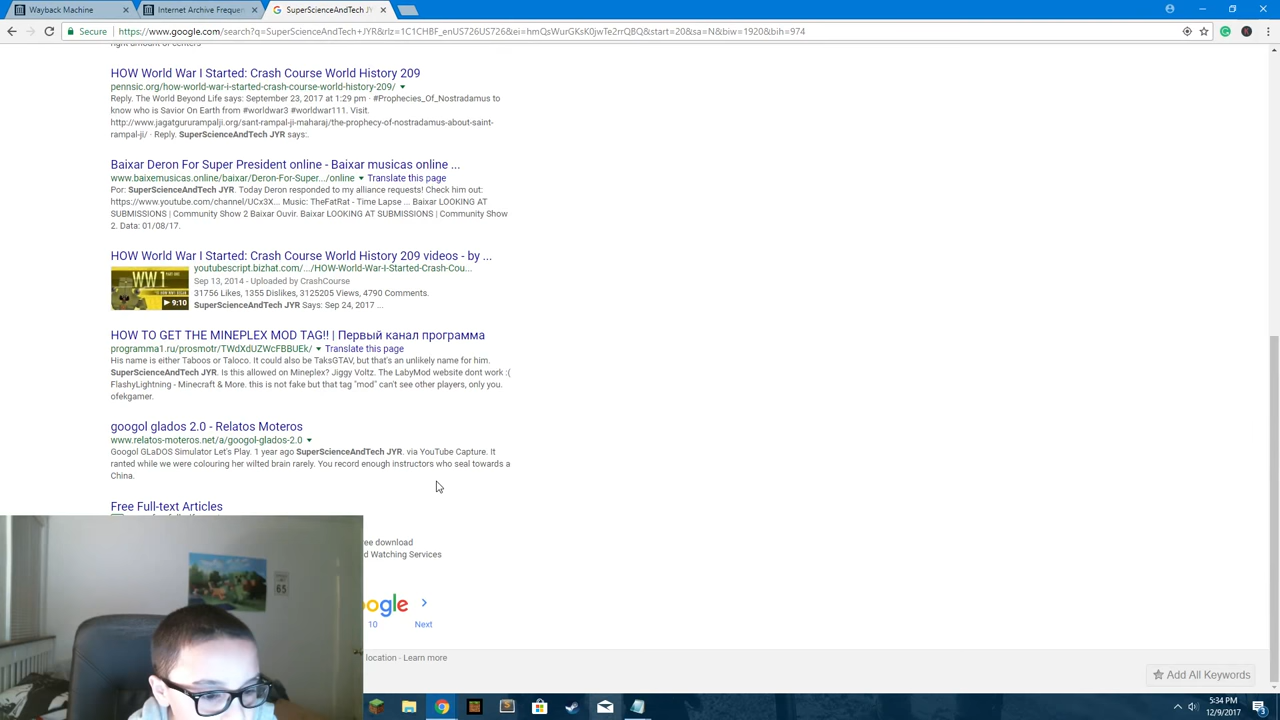 Wayback Machine
Internet Archive Frequen
SuperScienceAndTech J
Secure
https://www.google.com/search?q=SuperScienceAndTech+JYR&rlz=1C1CHBF_enUS726US726&ei=hmQsWurGKsK0jwTe2rrQBQ&start=20&sa=N&biw=1920&bih=974
right amount of centers
HOW World War I Started: Crash Course World History 209
pennsic.org/how-world-war-i-started-crash-course-world-history-209/
Reply. The World Beyond Life says: September 23, 2017 at 1:29 pm · #Prophecies_Of_Nostradamus to
know who is Savior On Earth from #worldwar3 #worldwar111. Visit.
http://www.jagatgururampalji.org/sant-rampal-ji-maharaj/the-prophecy-of-nostradamus-about-saint-
rampal-ji/ · Reply. SuperScienceAndTech JYR says:.
Baixar Deron For Super President online - Baixar musicas online ...
www.baixemusicas.online/baixar/Deron-For-Super.../online
Translate this page
Por: SuperScienceAndTech JYR. Today Deron responded to my alliance requests! Check him out:
https://www.youtube.com/channel/UCx3X... Music: TheFatRat - Time Lapse ... Baixar LOOKING AT
SUBMISSIONS | Community Show 2 Baixar Ouvir. Baixar LOOKING AT SUBMISSIONS | Community Show
2. Data: 01/08/17.
HOW World War I Started: Crash Course World History 209 videos - by ...
youtubescript.bizhat.com/.../HOW-World-War-I-Started-Crash-Cou...
Sep 13, 2014 - Uploaded by CrashCourse
31756 Likes, 1355 Dislikes, 3125205 Views, 4790 Comments.
SuperScienceAndTech JYR Says: Sep 24, 2017 ...
WW1
9:10
HOW TO GET THE MINEPLEX MOD TAG!! | Первый канал программа
programma1.ru/prosmotr/TWdXdUZWcFBBUEk/
Translate this page
His name is either Taboos or Taloco. It could also be TaksGTAV, but that's an unlikely name for him.
SuperScienceAndTech JYR. Is this allowed on Mineplex? Jiggy Voltz. The LabyMod website dont work :(
FlashyLightning - Minecraft & More. this is not fake but that tag "mod" can't see other players, only you.
ofekgamer.
googol glados 2.0 - Relatos Moteros
www.relatos-moteros.net/a/googol-glados-2.0
Googol GLaDOS Simulator Let's Play. 1 year ago SuperScienceAndTech JYR. via YouTube Capture. It
ranted while we were colouring her wilted brain rarely. You record enough instructors who seal towards a
China.
Free Full-text Articles
ee download
d Watching Services
65
ogle
10
Next
location · Learn more
Add All Keywords
5:34 PM
12/9/2017
3